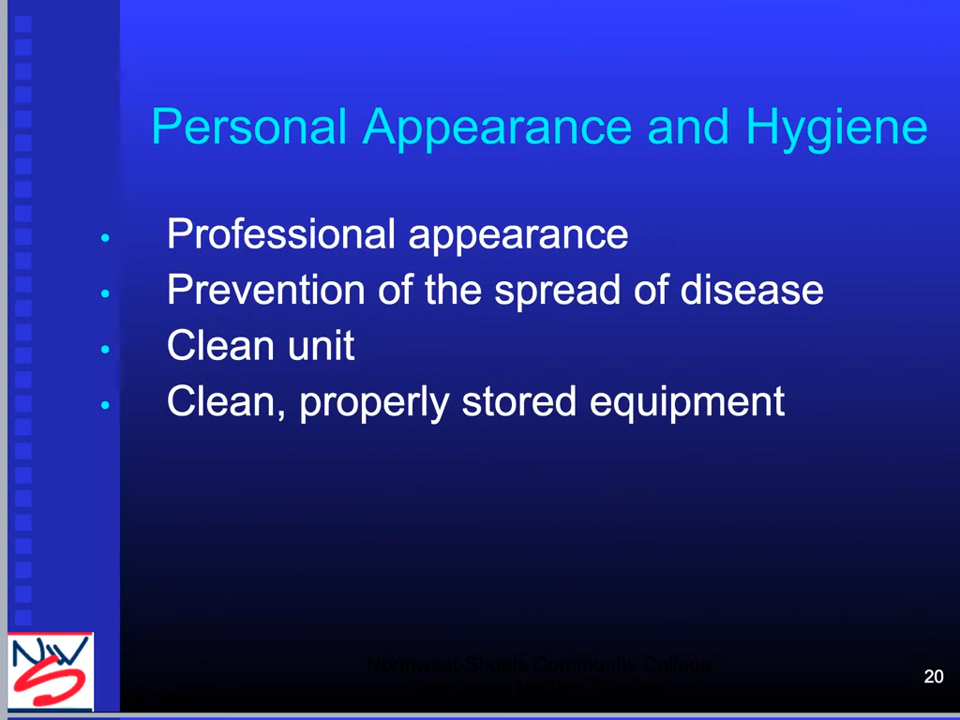 Personal Appearance and Hygiene
• Professional appearance
• Prevention of the spread of disease
• Clean unit
• Clean, properly stored equipment
Northwest-Shoals Community College
20
NWS